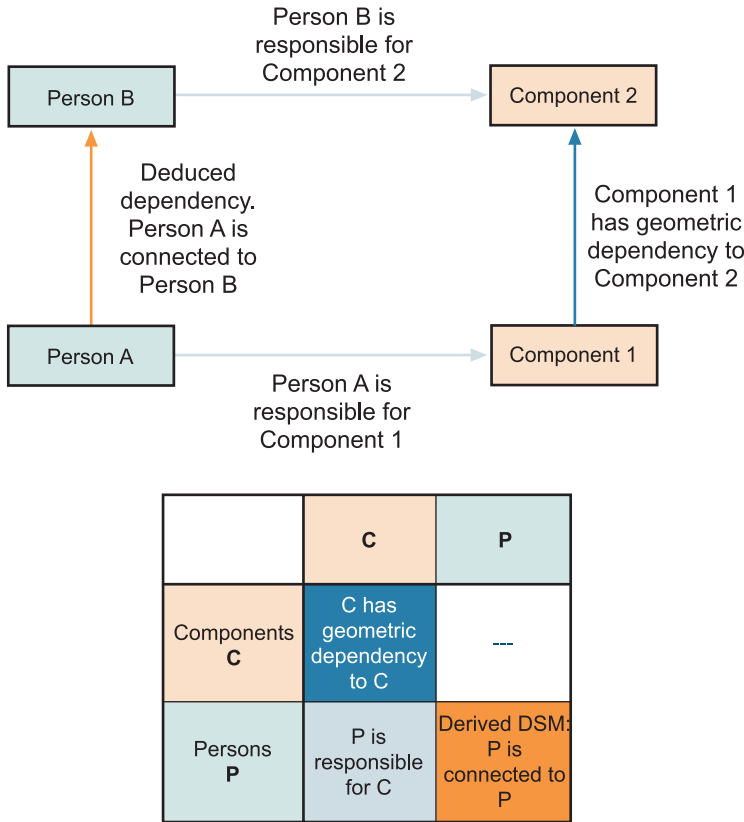 Person B is
responsible for
Component 2
Person B
Component 2
Deduced
dependency.
Person A is
connected to
Person B
Component 1
has geometric
dependency to
Component 2
Person A
Component 1
Person A is
responsible for
Component 1
C
P
Components
C
C has
geometric
dependency
to C
---
Persons
P
P is
responsible
for C
Derived DSM:
P is
connected to
P